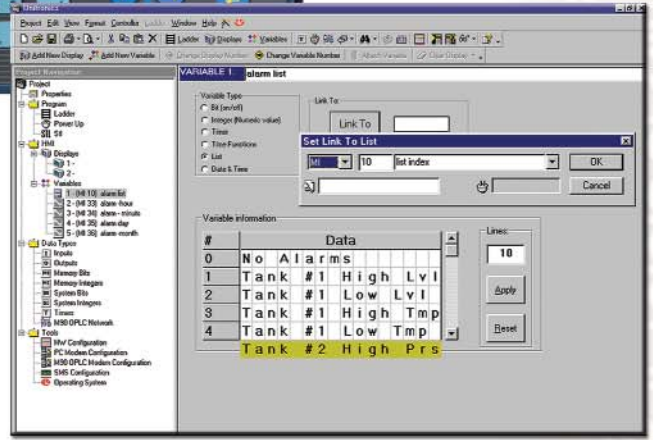 Unitronics
Project Edit View Format Controller Ladder Window Help
Ladder Displays Variables
Add New Display Add New Variable Change Display Number Change Variable Number Attach Variable Clear Display
Project Navigation
VARIABLE 1: alarm list
Project
Properties
Program
Ladder
Power Up
SI
HMI
Displays
1 -
2 -
Variables
1 - (MI 10) alarm list
2 - (MI 33) alarm -hour
3 - (MI 34) alarm - minute
4 - (MI 35) alarm day
5 - (MI 36) alarm -month
Data Types
Inputs
Outputs
Memory Bits
Memory Integers
System Bits
System Integers
Timers
M90 OPLC Network
Tools
HW Configuration
PC Modem Configuration
M90 OPLC Modem Configuration
SMS Configuration
Operating System
Variable Type
Bit (on/off)
Integer (Numeric value)
Timer
Time Functions
List
Date & Time
Link To:
Link To
Set Link To List
MI 10 list index
OK
Cancel
Variable information
# Data
0 No Alarms
1 Tank #1 High Lvl
2 Tank #1 Low Lvl
3 Tank #1 High Tmp
4 Tank #1 Low Tmp
Tank #2 High Prs
Lines:
10
Apply
Reset